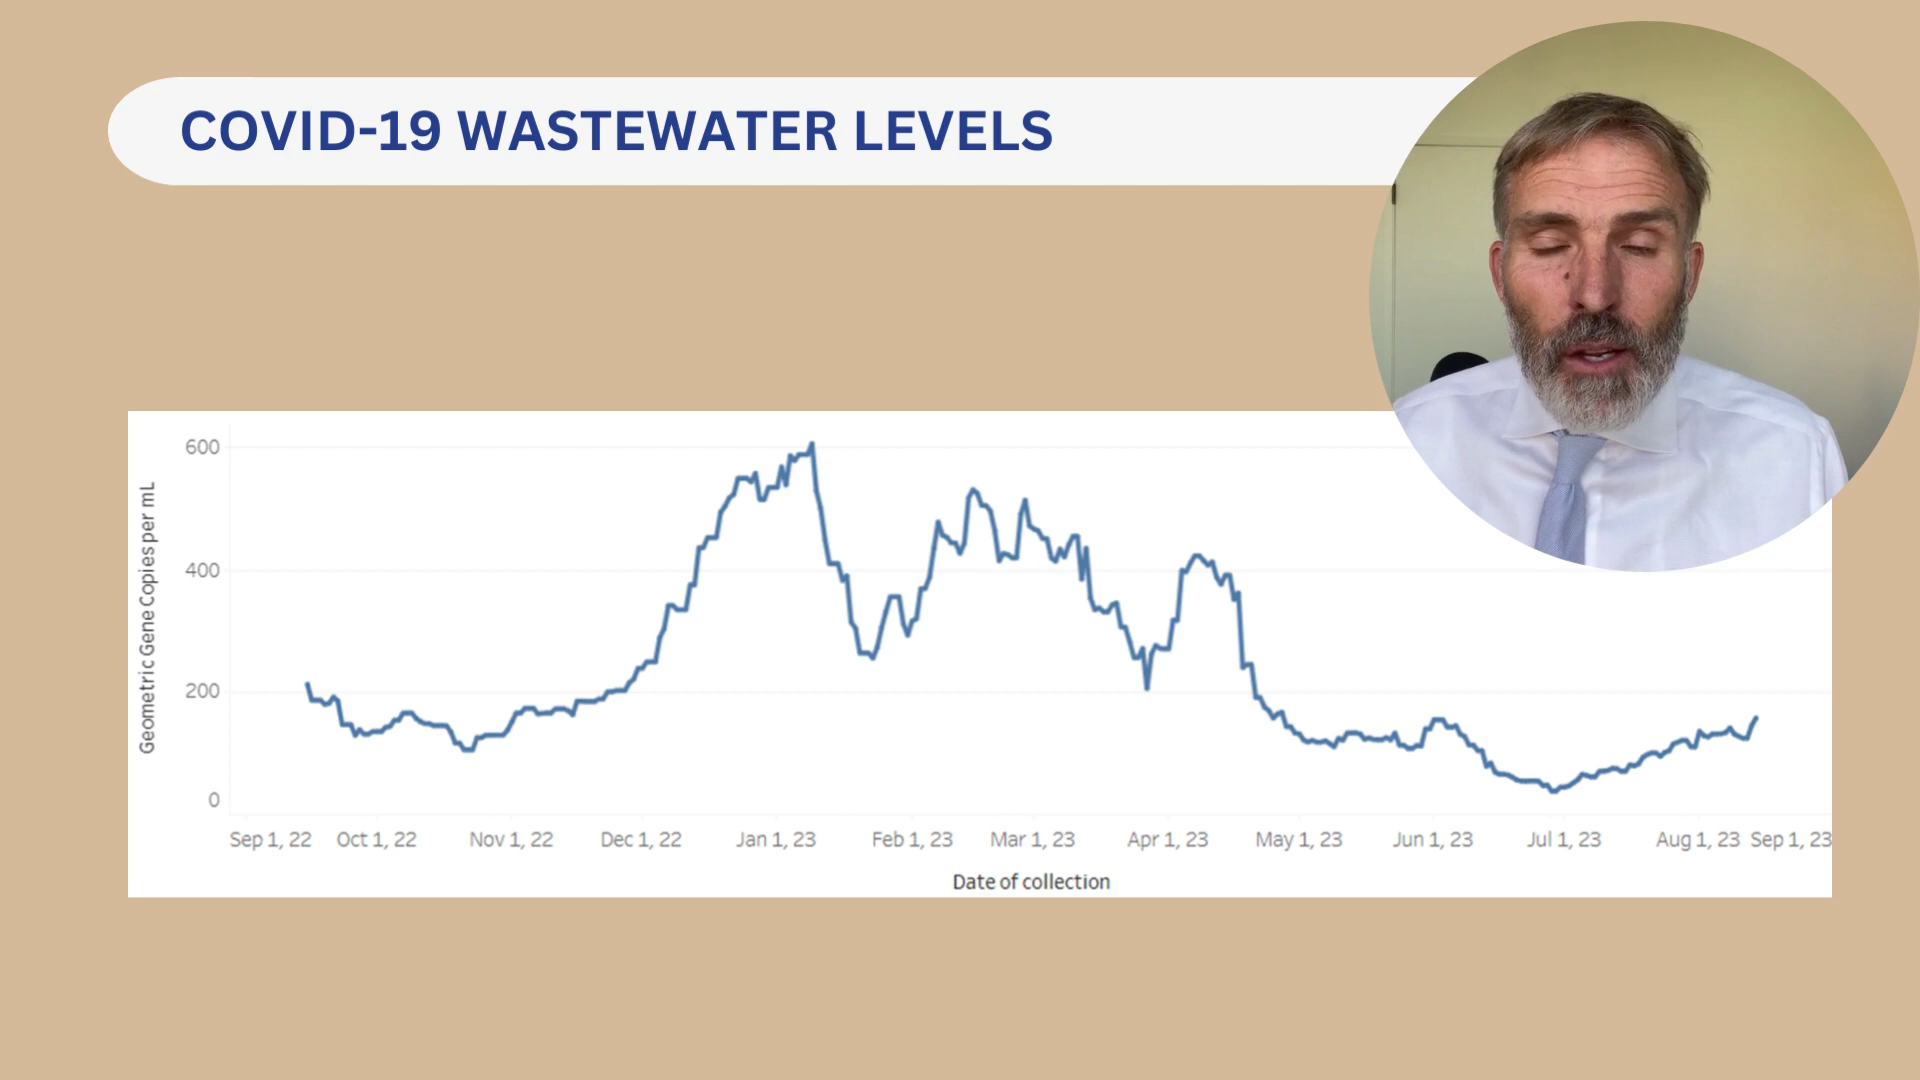 COVID-19 WASTEWATER LEVELS
Geometric Gene Copies per mL
600
400
200
0
Sep 1, 22 Oct 1, 22 Nov 1, 22 Dec 1, 22 Jan 1, 23 Feb 1, 23 Mar 1, 23 Apr 1, 23 May 1, 23 Jun 1, 23 Jul 1, 23 Aug 1, 23 Sep 1, 23
Date of collection